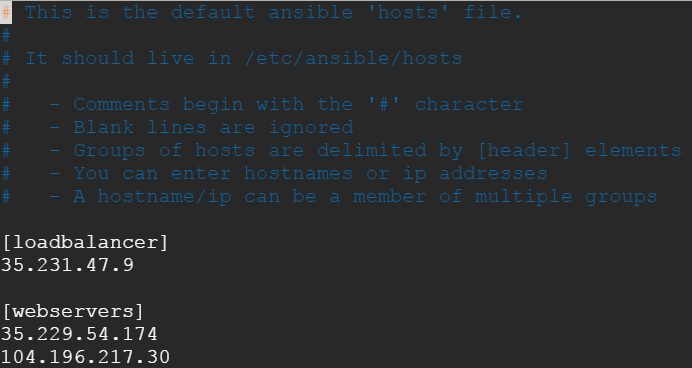 # This is the default ansible 'hosts' file.
#
# It should live in /etc/ansible/hosts
#
#   - Comments begin with the '#' character
#   - Blank lines are ignored
#   - Groups of hosts are delimited by [header] elements
#   - You can enter hostnames or ip addresses
#   - A hostname/ip can be a member of multiple groups

[loadbalancer]
35.231.47.9

[webservers]
35.229.54.174
104.196.217.30